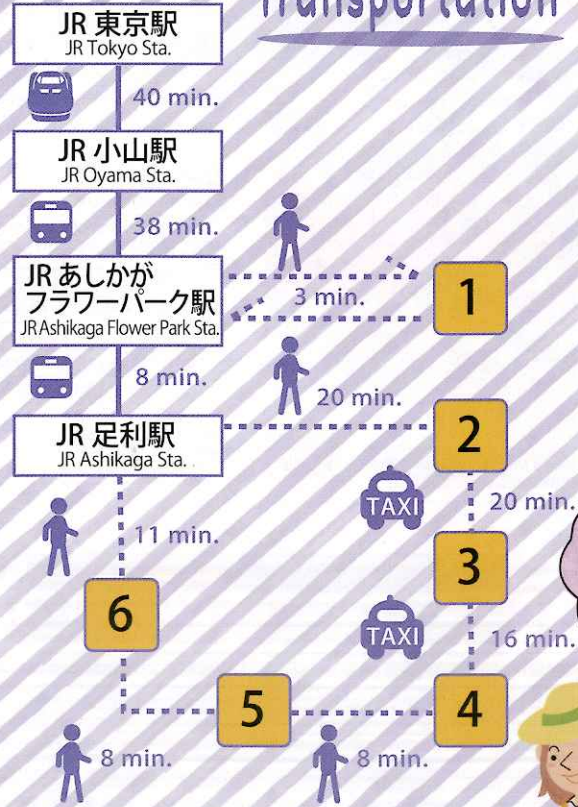 Transportation
JR 東京駅
JR Tokyo Sta.
40 min.
JR 小山駅
JR Oyama Sta.
38 min.
JR あしかが
フラワーパーク駅
JR Ashikaga Flower Park Sta.
3 min.
1
8 min.
20 min.
JR 足利駅
JR Ashikaga Sta.
2
TAXI
20 min.
11 min.
3
6
TAXI
16 min.
5
4
8 min.
8 min.